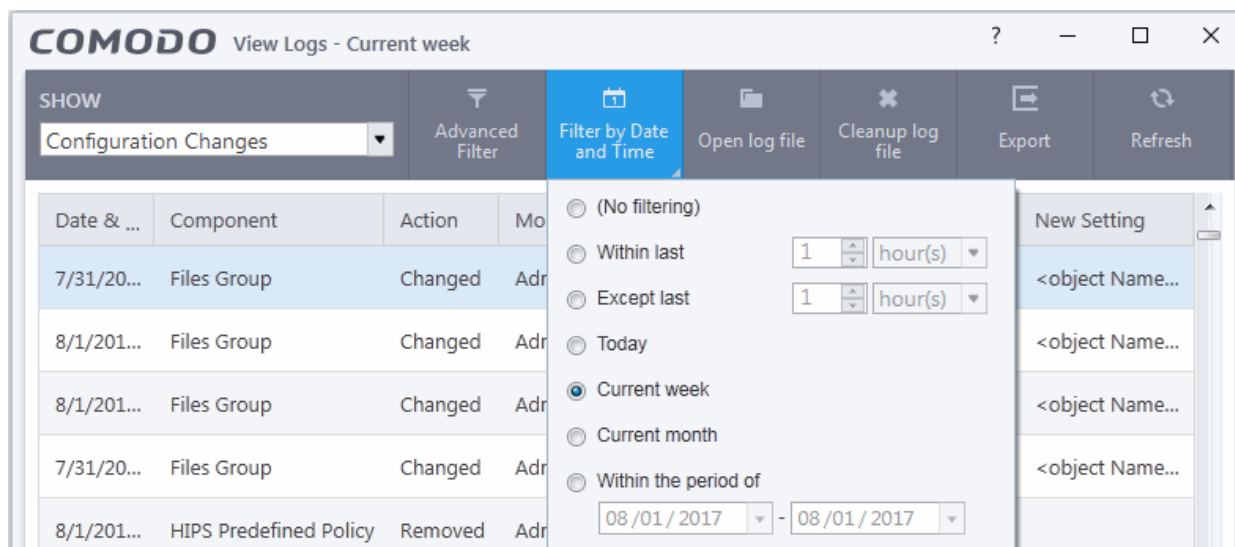 COMODO View Logs - Current week ?
SHOW
Configuration Changes
Advanced
Filter
Filter by Date
and Time
Open log file
Cleanup log
file
Export
Refresh
Date & ... Component Action Mo New Setting
(No filtering)
Within last 1 hour(s)
Except last 1 hour(s)
Today
Current week
Current month
Within the period of
08/01/2017 - 08/01/2017
7/31/20... Files Group Changed Adr <object Name...
8/1/201... Files Group Changed Adr <object Name...
8/1/201... Files Group Changed Adr <object Name...
7/31/20... Files Group Changed Adr <object Name...
8/1/201... HIPS Predefined Policy Removed Adr